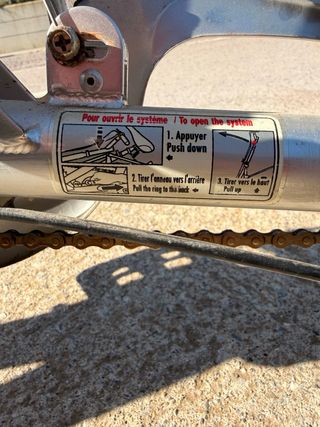 Pour ouvrir le système / To open the system
1. Appuyer
Push down
2. Tirer l'anneau vers l'arrière
Pull the ring to the back
3. Tirer vers le haut
Pull up